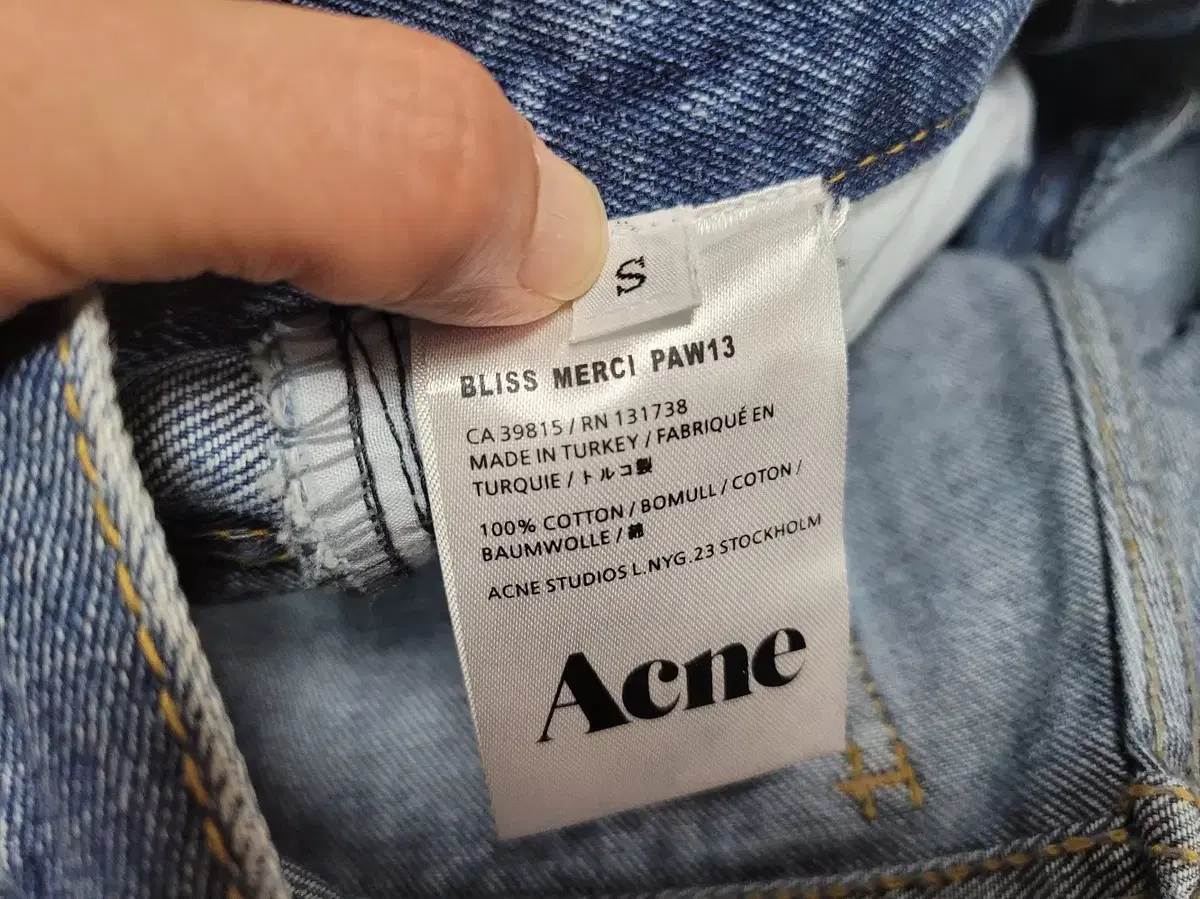 S
BLISS MERCI PAW13
CA 39815 / RN 131738
MADE IN TURKEY / FABRIQUÉ EN
TURQUIE / トルコ製
100% COTTON / BOMULL / COTON /
BAUMWOLLE / 綿
ACNE STUDIOS L.NYG.23 STOCKHOLM
Acne